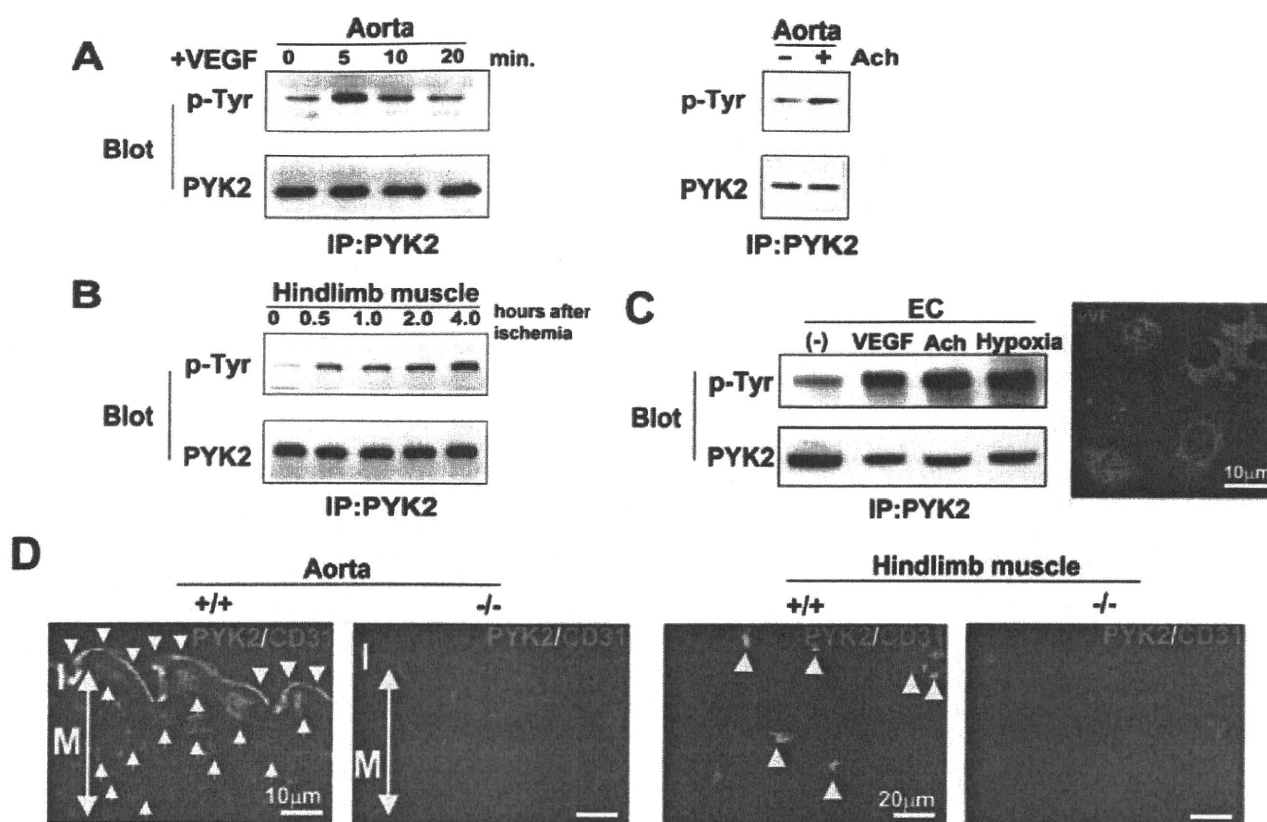 A
Aorta
+VEGF 0 5 10 20 min.
p-Tyr
Blot
PYK2
IP:PYK2
Aorta
− + Ach
p-Tyr
PYK2
IP:PYK2
B
Hindlimb muscle
0 0.5 1.0 2.0 4.0 hours after
ischemia
p-Tyr
Blot
PYK2
IP:PYK2
C
EC
(-) VEGF Ach Hypoxia
p-Tyr
Blot
PYK2
IP:PYK2
10μm
D
Aorta
+/+ -/-
PYK2/CD31
I
M
10μm
PYK2/CD31
I
M
Hindlimb muscle
+/+ -/-
PYK2/CD31
20μm
PYK2/CD31